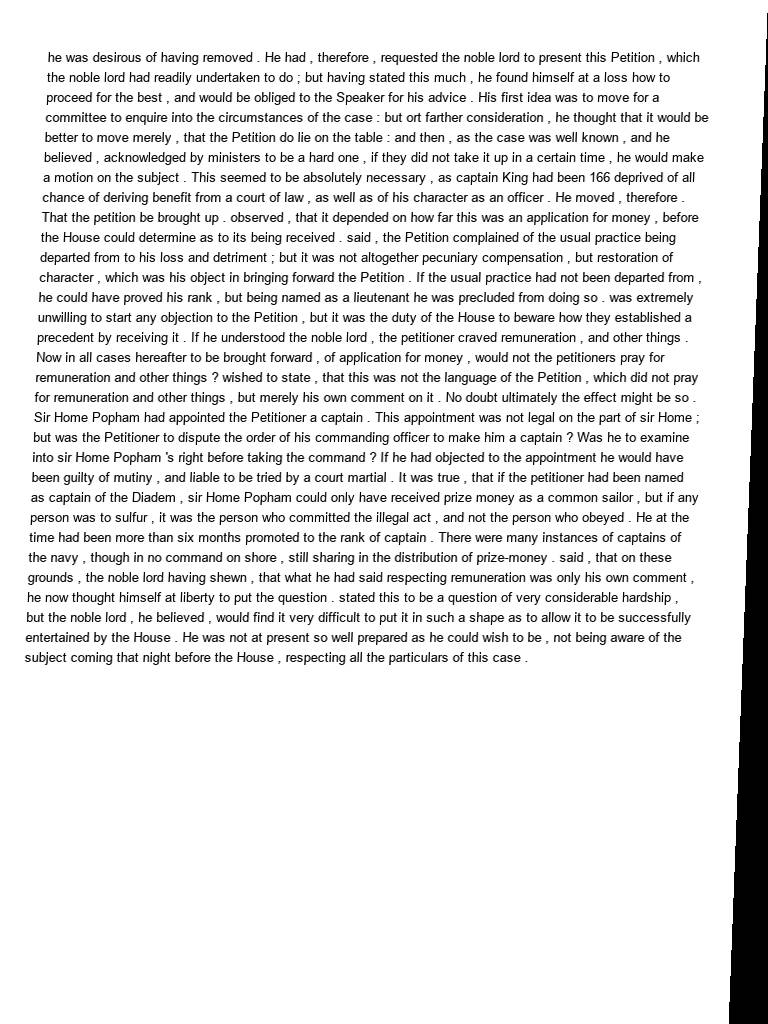 he was desirous of having removed . He had , therefore , requested the noble lord to present this Petition , which
the noble lord had readily undertaken to do ; but having stated this much , he found himself at a loss how to
proceed for the best , and would be obliged to the Speaker for his advice . His first idea was to move for a
committee to enquire into the circumstances of the case : but ort farther consideration , he thought that it would be
better to move merely , that the Petition do lie on the table : and then , as the case was well known , and he
believed , acknowledged by ministers to be a hard one , if they did not take it up in a certain time , he would make
a motion on the subject . This seemed to be absolutely necessary , as captain King had been 166 deprived of all
chance of deriving benefit from a court of law , as well as of his character as an officer . He moved , therefore .
That the petition be brought up . observed , that it depended on how far this was an application for money , before
the House could determine as to its being received . said , the Petition complained of the usual practice being
departed from to his loss and detriment ; but it was not altogether pecuniary compensation , but restoration of
character , which was his object in bringing forward the Petition . If the usual practice had not been departed from ,
he could have proved his rank , but being named as a lieutenant he was precluded from doing so . was extremely
unwilling to start any objection to the Petition , but it was the duty of the House to beware how they established a
precedent by receiving it . If he understood the noble lord , the petitioner craved remuneration , and other things .
Now in all cases hereafter to be brought forward , of application for money , would not the petitioners pray for
remuneration and other things ? wished to state , that this was not the language of the Petition , which did not pray
for remuneration and other things , but merely his own comment on it . No doubt ultimately the effect might be so .
Sir Home Popham had appointed the Petitioner a captain . This appointment was not legal on the part of sir Home ;
but was the Petitioner to dispute the order of his commanding officer to make him a captain ? Was he to examine
into sir Home Popham 's right before taking the command ? If he had objected to the appointment he would have
been guilty of mutiny , and liable to be tried by a court martial . It was true , that if the petitioner had been named
as captain of the Diadem , sir Home Popham could only have received prize money as a common sailor , but if any
person was to sulfur , it was the person who committed the illegal act , and not the person who obeyed . He at the
time had been more than six months promoted to the rank of captain . There were many instances of captains of
the navy , though in no command on shore , still sharing in the distribution of prize-money . said , that on these
grounds , the noble lord having shewn , that what he had said respecting remuneration was only his own comment ,
he now thought himself at liberty to put the question . stated this to be a question of very considerable hardship ,
but the noble lord , he believed , would find it very difficult to put it in such a shape as to allow it to be successfully
entertained by the House . He was not at present so well prepared as he could wish to be , not being aware of the
subject coming that night before the House , respecting all the particulars of this case .